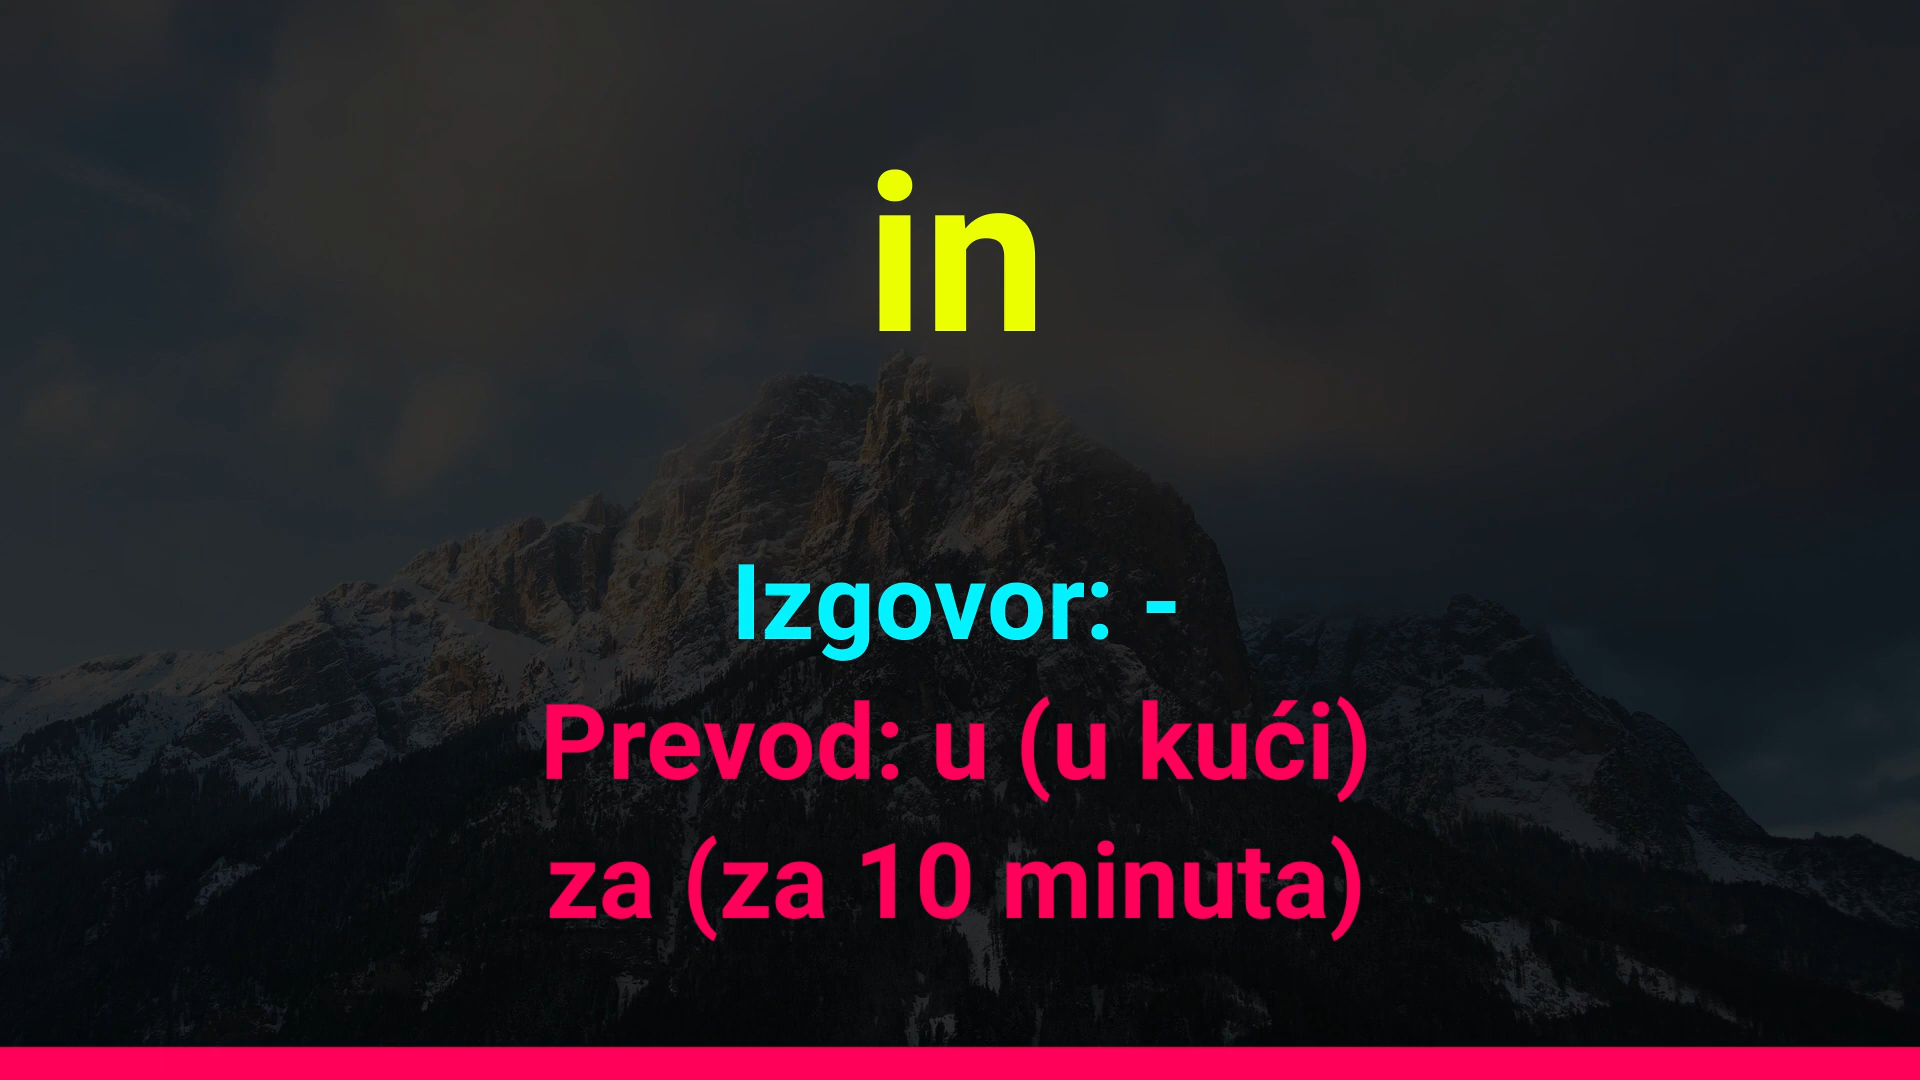 in
Izgovor: -
Prevod: u (u kući)
za (za 10 minuta)